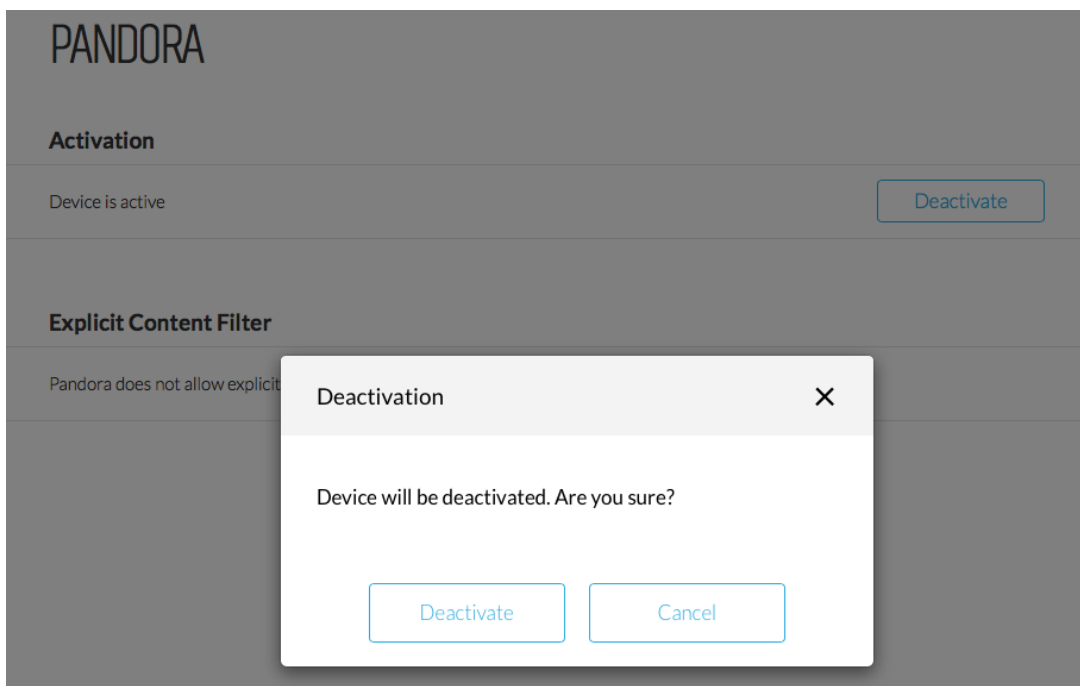 PANDORA
Activation
Device is active
Deactivate
Explicit Content Filter
Pandora does not allow explicit
Deactivation
Device will be deactivated. Are you sure?
Deactivate
Cancel